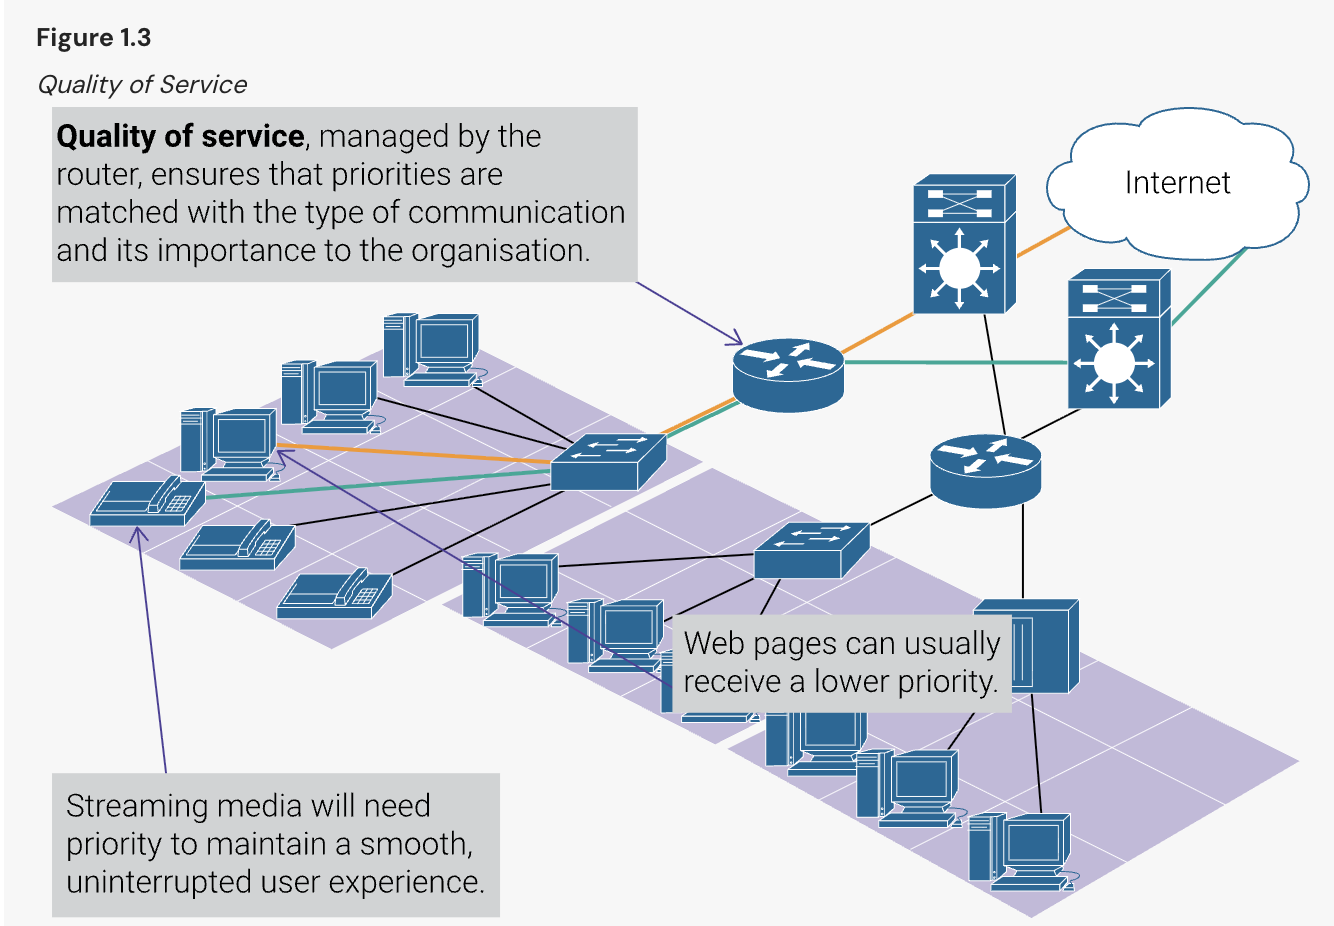 Figure 1.3
Quality of Service
Quality of service, managed by the
router, ensures that priorities are
matched with the type of communication
and its importance to the organisation.
Internet
Web pages can usually
receive a lower priority.
Streaming media will need
priority to maintain a smooth,
uninterrupted user experience.